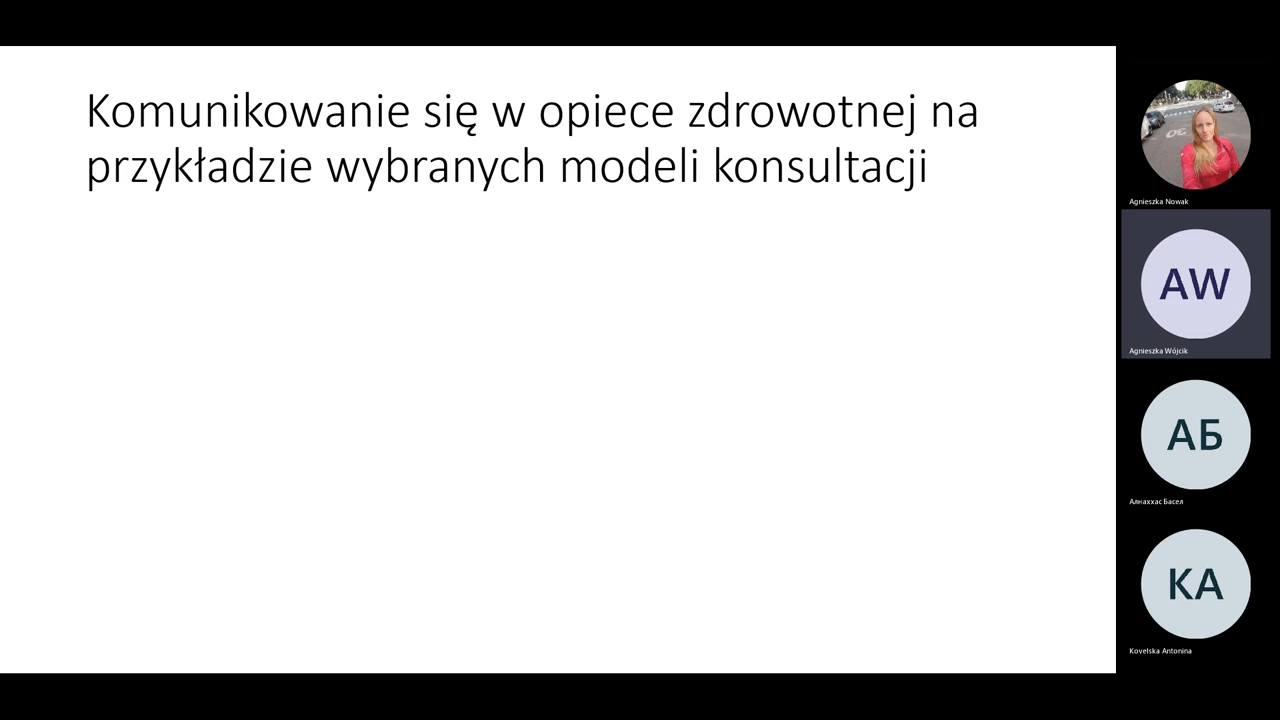 Komunikowanie się w opiece zdrowotnej na
przykładzie wybranych modeli konsultacji
Agnieszka Nowak
AW
Agnieszka Wójcik
АБ
Алнаххас Басел
KA
Kovelska Antonina